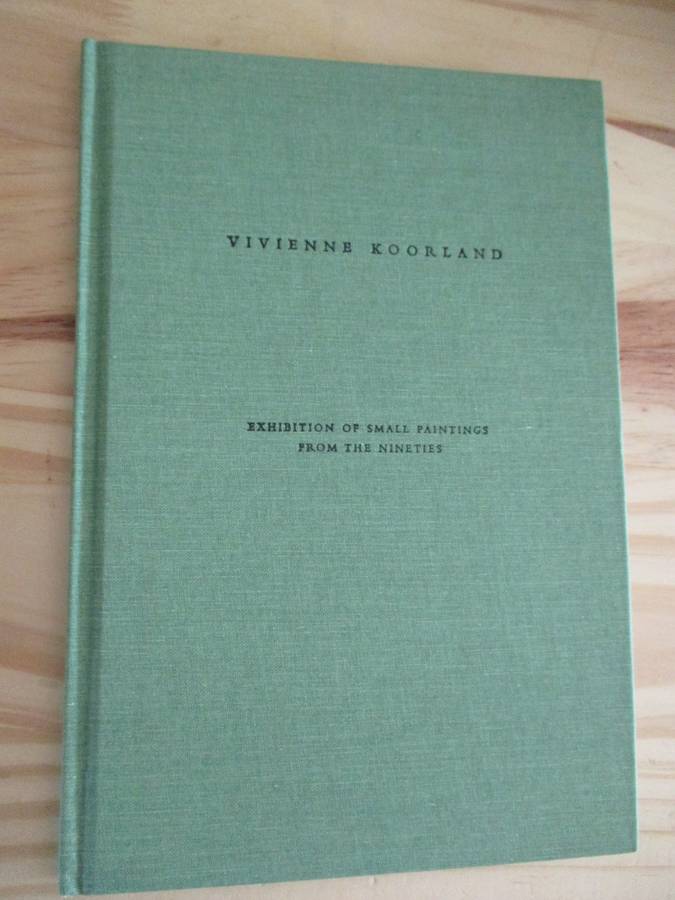 VIVIENNE KOORLAND
EXHIBITION OF SMALL PAINTINGS
FROM THE NINETIES